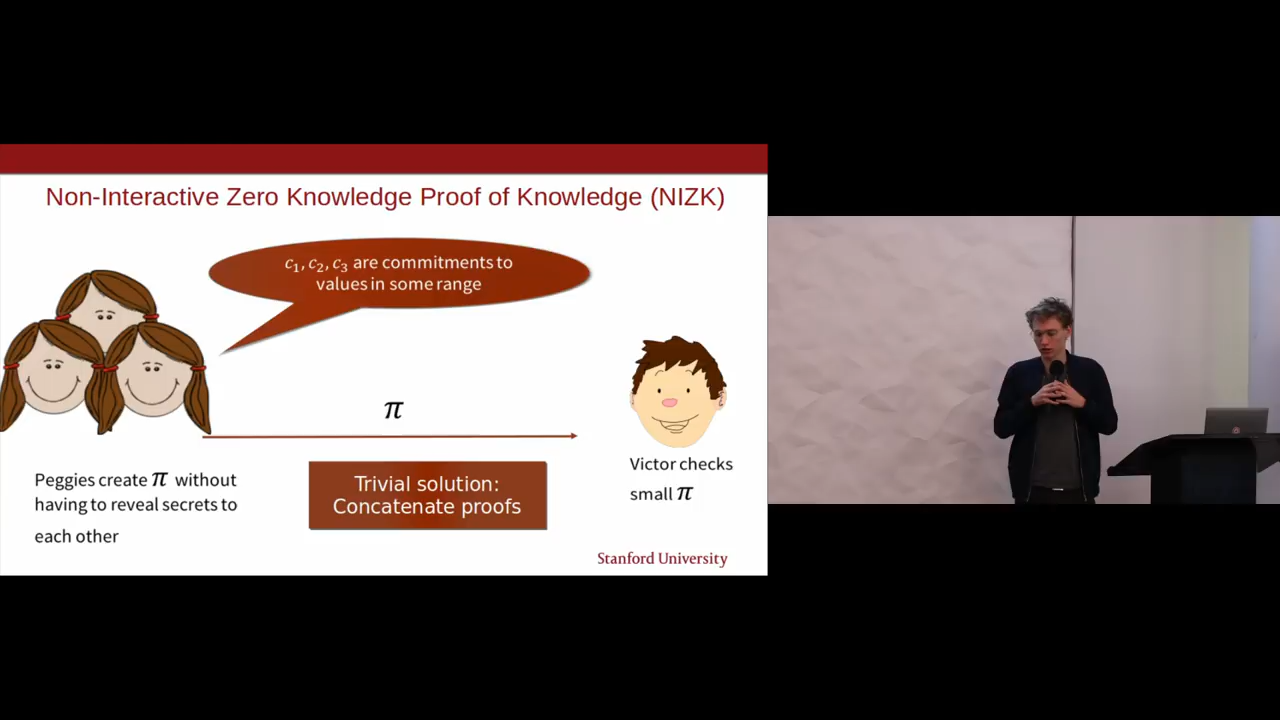 Non-Interactive Zero Knowledge Proof of Knowledge (NIZK)
c₁, c₂, c₃ are commitments to
values in some range
π
Peggies create π without
having to reveal secrets to
each other
Trivial solution:
Concatenate proofs
Victor checks
small π
Stanford University